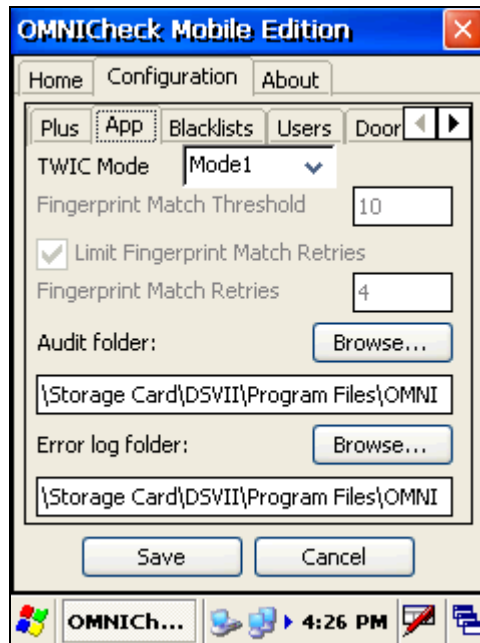 OMNICheck Mobile Edition
Home Configuration About
Plus App Blacklists Users Door
TWIC Mode Mode1
Fingerprint Match Threshold 10
Limit Fingerprint Match Retries
Fingerprint Match Retries 4
Audit folder: Browse...
\Storage Card\DSVII\Program Files\OMNI
Error log folder: Browse...
\Storage Card\DSVII\Program Files\OMNI
Save Cancel
OMNICh... 4:26 PM